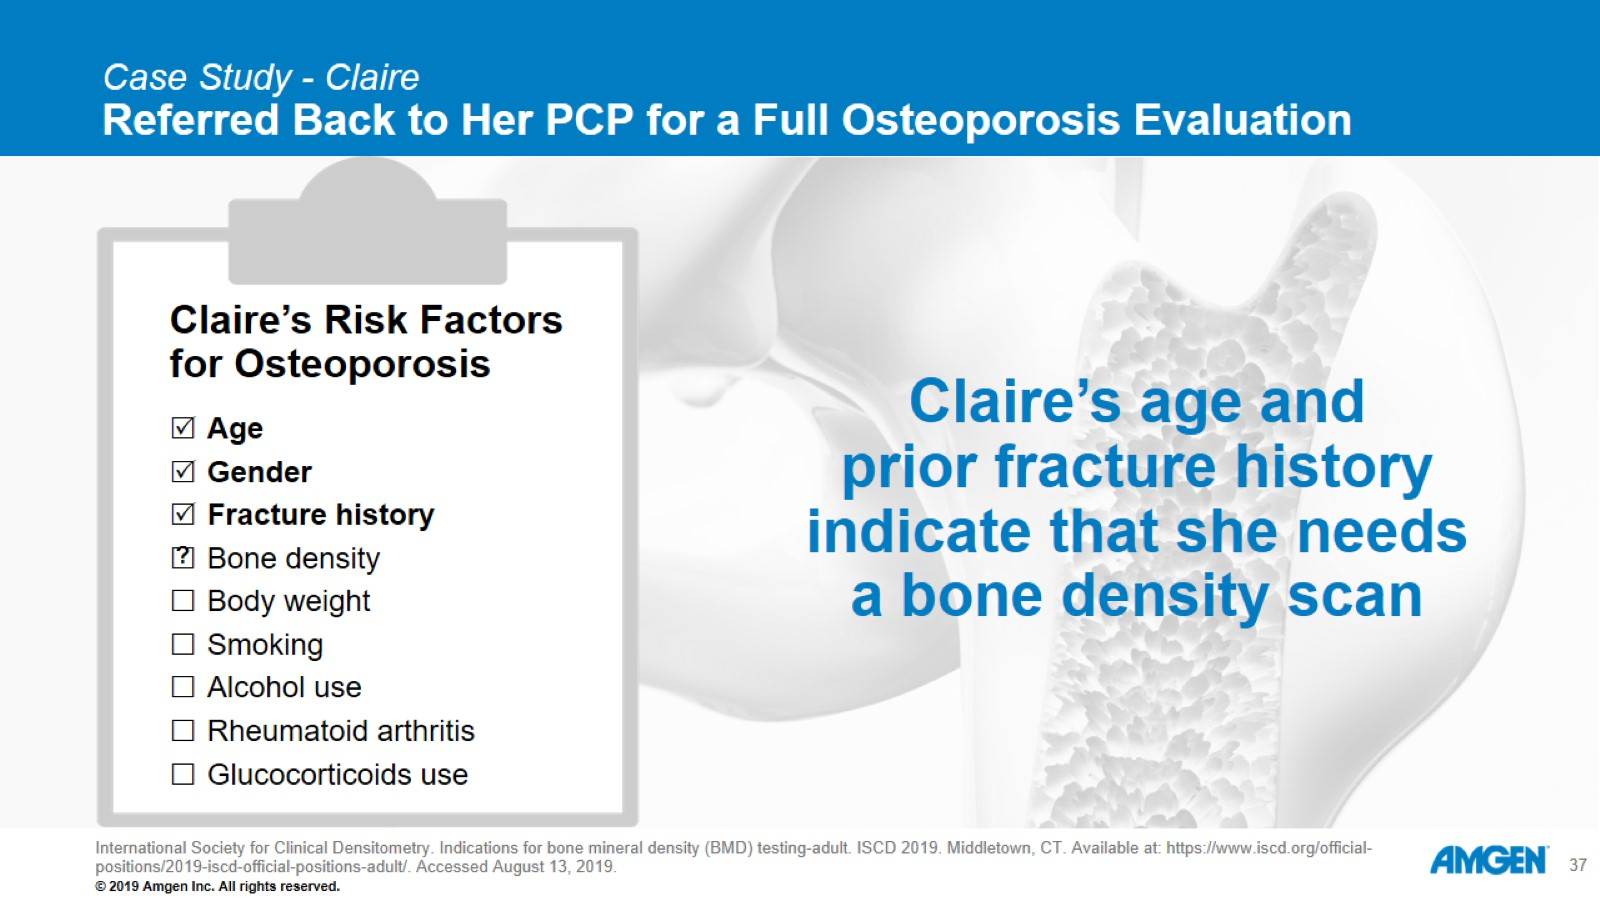 Case Study - Claire
Referred Back to Her PCP for a Full Osteoporosis Evaluation
Claire’s Risk Factors
for Osteoporosis
☑ Age
☑ Gender
☑ Fracture history
? Bone density
☐ Body weight
☐ Smoking
☐ Alcohol use
☐ Rheumatoid arthritis
☐ Glucocorticoids use
Claire’s age and
prior fracture history
indicate that she needs
a bone density scan
International Society for Clinical Densitometry. Indications for bone mineral density (BMD) testing-adult. ISCD 2019. Middletown, CT. Available at: https://www.iscd.org/official-
positions/2019-iscd-official-positions-adult/. Accessed August 13, 2019.
© 2019 Amgen Inc. All rights reserved.
AMGEN
37